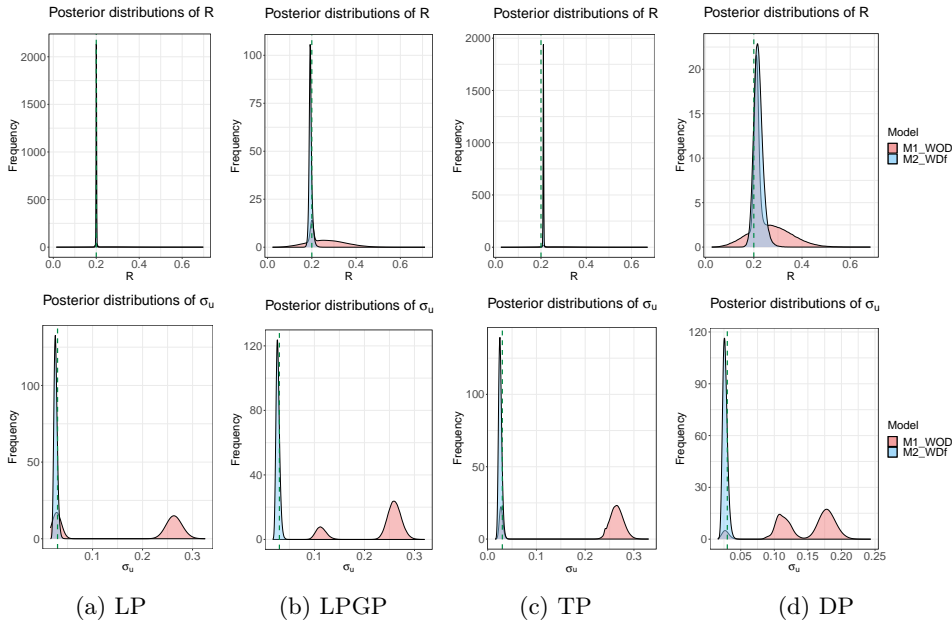 Posterior distributions of R
Frequency
2000
1500
1000
500
0
0.0 0.2 0.4 0.6
R
Posterior distributions of R
Frequency
100
75
50
25
0
0.0 0.2 0.4 0.6
R
Posterior distributions of R
Frequency
2000
1500
1000
500
0
0.0 0.2 0.4 0.6
R
Posterior distributions of R
Frequency
20
15
10
5
0
0.0 0.2 0.4 0.6
R
Model
M1_WOD
M2_WDf
Posterior distributions of σu
Frequency
100
50
0
0.1 0.2 0.3
σu
Posterior distributions of σu
Frequency
120
80
40
0
0.1 0.2 0.3
σu
Posterior distributions of σu
Frequency
100
50
0
0.0 0.1 0.2 0.3
σu
Posterior distributions of σu
Frequency
120
90
60
30
0
0.05 0.10 0.15 0.20 0.25
σu
Model
M1_WOD
M2_WDf
(a) LP
(b) LPGP
(c) TP
(d) DP